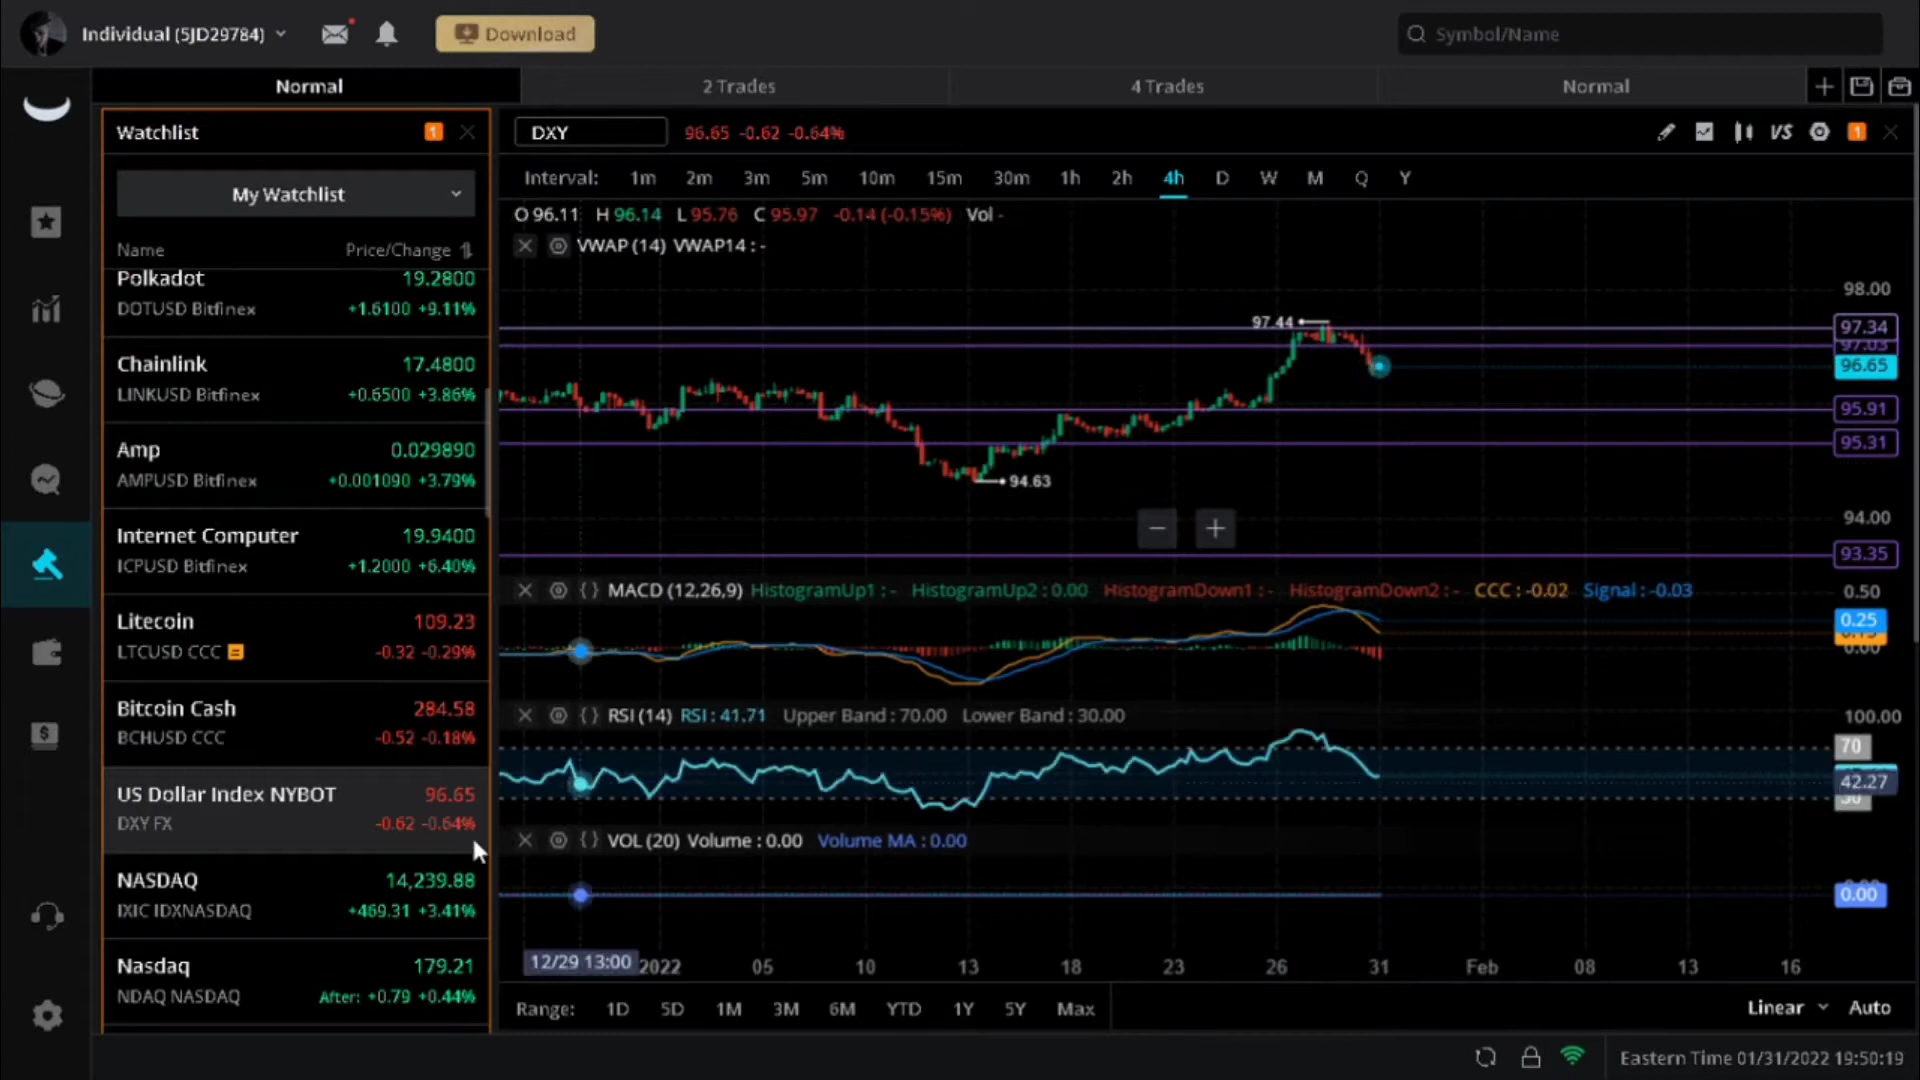 Individual (5JD29784)
Download
Symbol/Name
Normal
2 Trades
4 Trades
Normal
Watchlist
1
My Watchlist
Name
Price/Change
Polkadot 19.2800
DOTUSD Bitfinex +1.6100 +9.11%
Chainlink 17.4800
LINKUSD Bitfinex +0.6500 +3.86%
Amp 0.029890
AMPUSD Bitfinex +0.001090 +3.79%
Internet Computer 19.9400
ICPUSD Bitfinex +1.2000 +6.40%
Litecoin 109.23
LTCUSD CCC -0.32 -0.29%
Bitcoin Cash 284.58
BCHUSD CCC -0.52 -0.18%
US Dollar Index NYBOT 96.65
DXY FX -0.62 -0.64%
NASDAQ 14,239.88
IXIC IDXNASDAQ +469.31 +3.41%
Nasdaq 179.21
NDAQ NASDAQ After: +0.79 +0.44%
DXY 96.65 -0.62 -0.64%
VS
1
Interval: 1m 2m 3m 5m 10m 15m 30m 1h 2h 4h D W M Q Y
O 96.11 H 96.14 L 95.76 C 95.97 -0.14 (-0.15%) Vol -
VWAP (14) VWAP14 : -
98.00
97.44
97.34
97.03
96.65
95.91
95.31
94.63
94.00
93.35
MACD (12,26,9) HistogramUp1 : - HistogramUp2 : 0.00 HistogramDown1 : - HistogramDown2 : - CCC : -0.02 Signal : -0.03
0.50
0.25
0.00
RSI (14) RSI : 41.71 Upper Band : 70.00 Lower Band : 30.00
100.00
70
42.27
30
VOL (20) Volume : 0.00 Volume MA : 0.00
0.00
12/29 13:00 2022 05 10 13 18 23 26 31 Feb 08 13 16
Range: 1D 5D 1M 3M 6M YTD 1Y 5Y Max
Linear
Auto
Eastern Time 01/31/2022 19:50:19